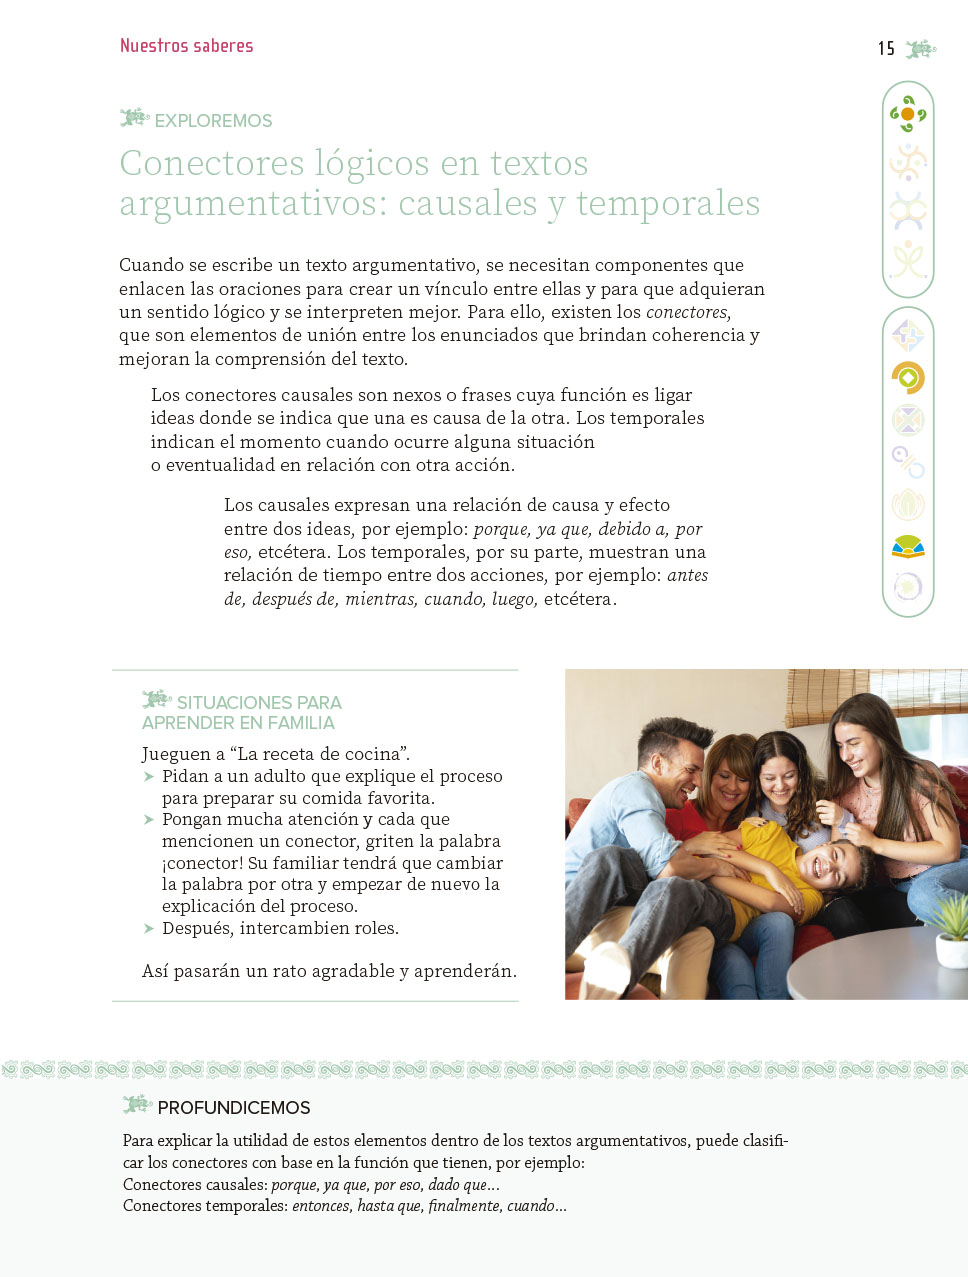 Nuestros saberes
15
EXPLOREMOS
Conectores lógicos en textos
argumentativos: causales y temporales
Cuando se escribe un texto argumentativo, se necesitan componentes que
enlacen las oraciones para crear un vínculo entre ellas y para que adquieran
un sentido lógico y se interpreten mejor. Para ello, existen los conectores,
que son elementos de unión entre los enunciados que brindan coherencia y
mejoran la comprensión del texto.
Los conectores causales son nexos o frases cuya función es ligar
ideas donde se indica que una es causa de la otra. Los temporales
indican el momento cuando ocurre alguna situación
o eventualidad en relación con otra acción.
Los causales expresan una relación de causa y efecto
entre dos ideas, por ejemplo: porque, ya que, debido a, por
eso, etcétera. Los temporales, por su parte, muestran una
relación de tiempo entre dos acciones, por ejemplo: antes
de, después de, mientras, cuando, luego, etcétera.
SITUACIONES PARA
APRENDER EN FAMILIA
Jueguen a “La receta de cocina”.
➤ Pidan a un adulto que explique el proceso
para preparar su comida favorita.
➤ Pongan mucha atención y cada que
mencionen un conector, griten la palabra
¡conector! Su familiar tendrá que cambiar
la palabra por otra y empezar de nuevo la
explicación del proceso.
➤ Después, intercambien roles.
Así pasarán un rato agradable y aprenderán.
PROFUNDICEMOS
Para explicar la utilidad de estos elementos dentro de los textos argumentativos, puede clasifi-
car los conectores con base en la función que tienen, por ejemplo:
Conectores causales: porque, ya que, por eso, dado que...
Conectores temporales: entonces, hasta que, finalmente, cuando...